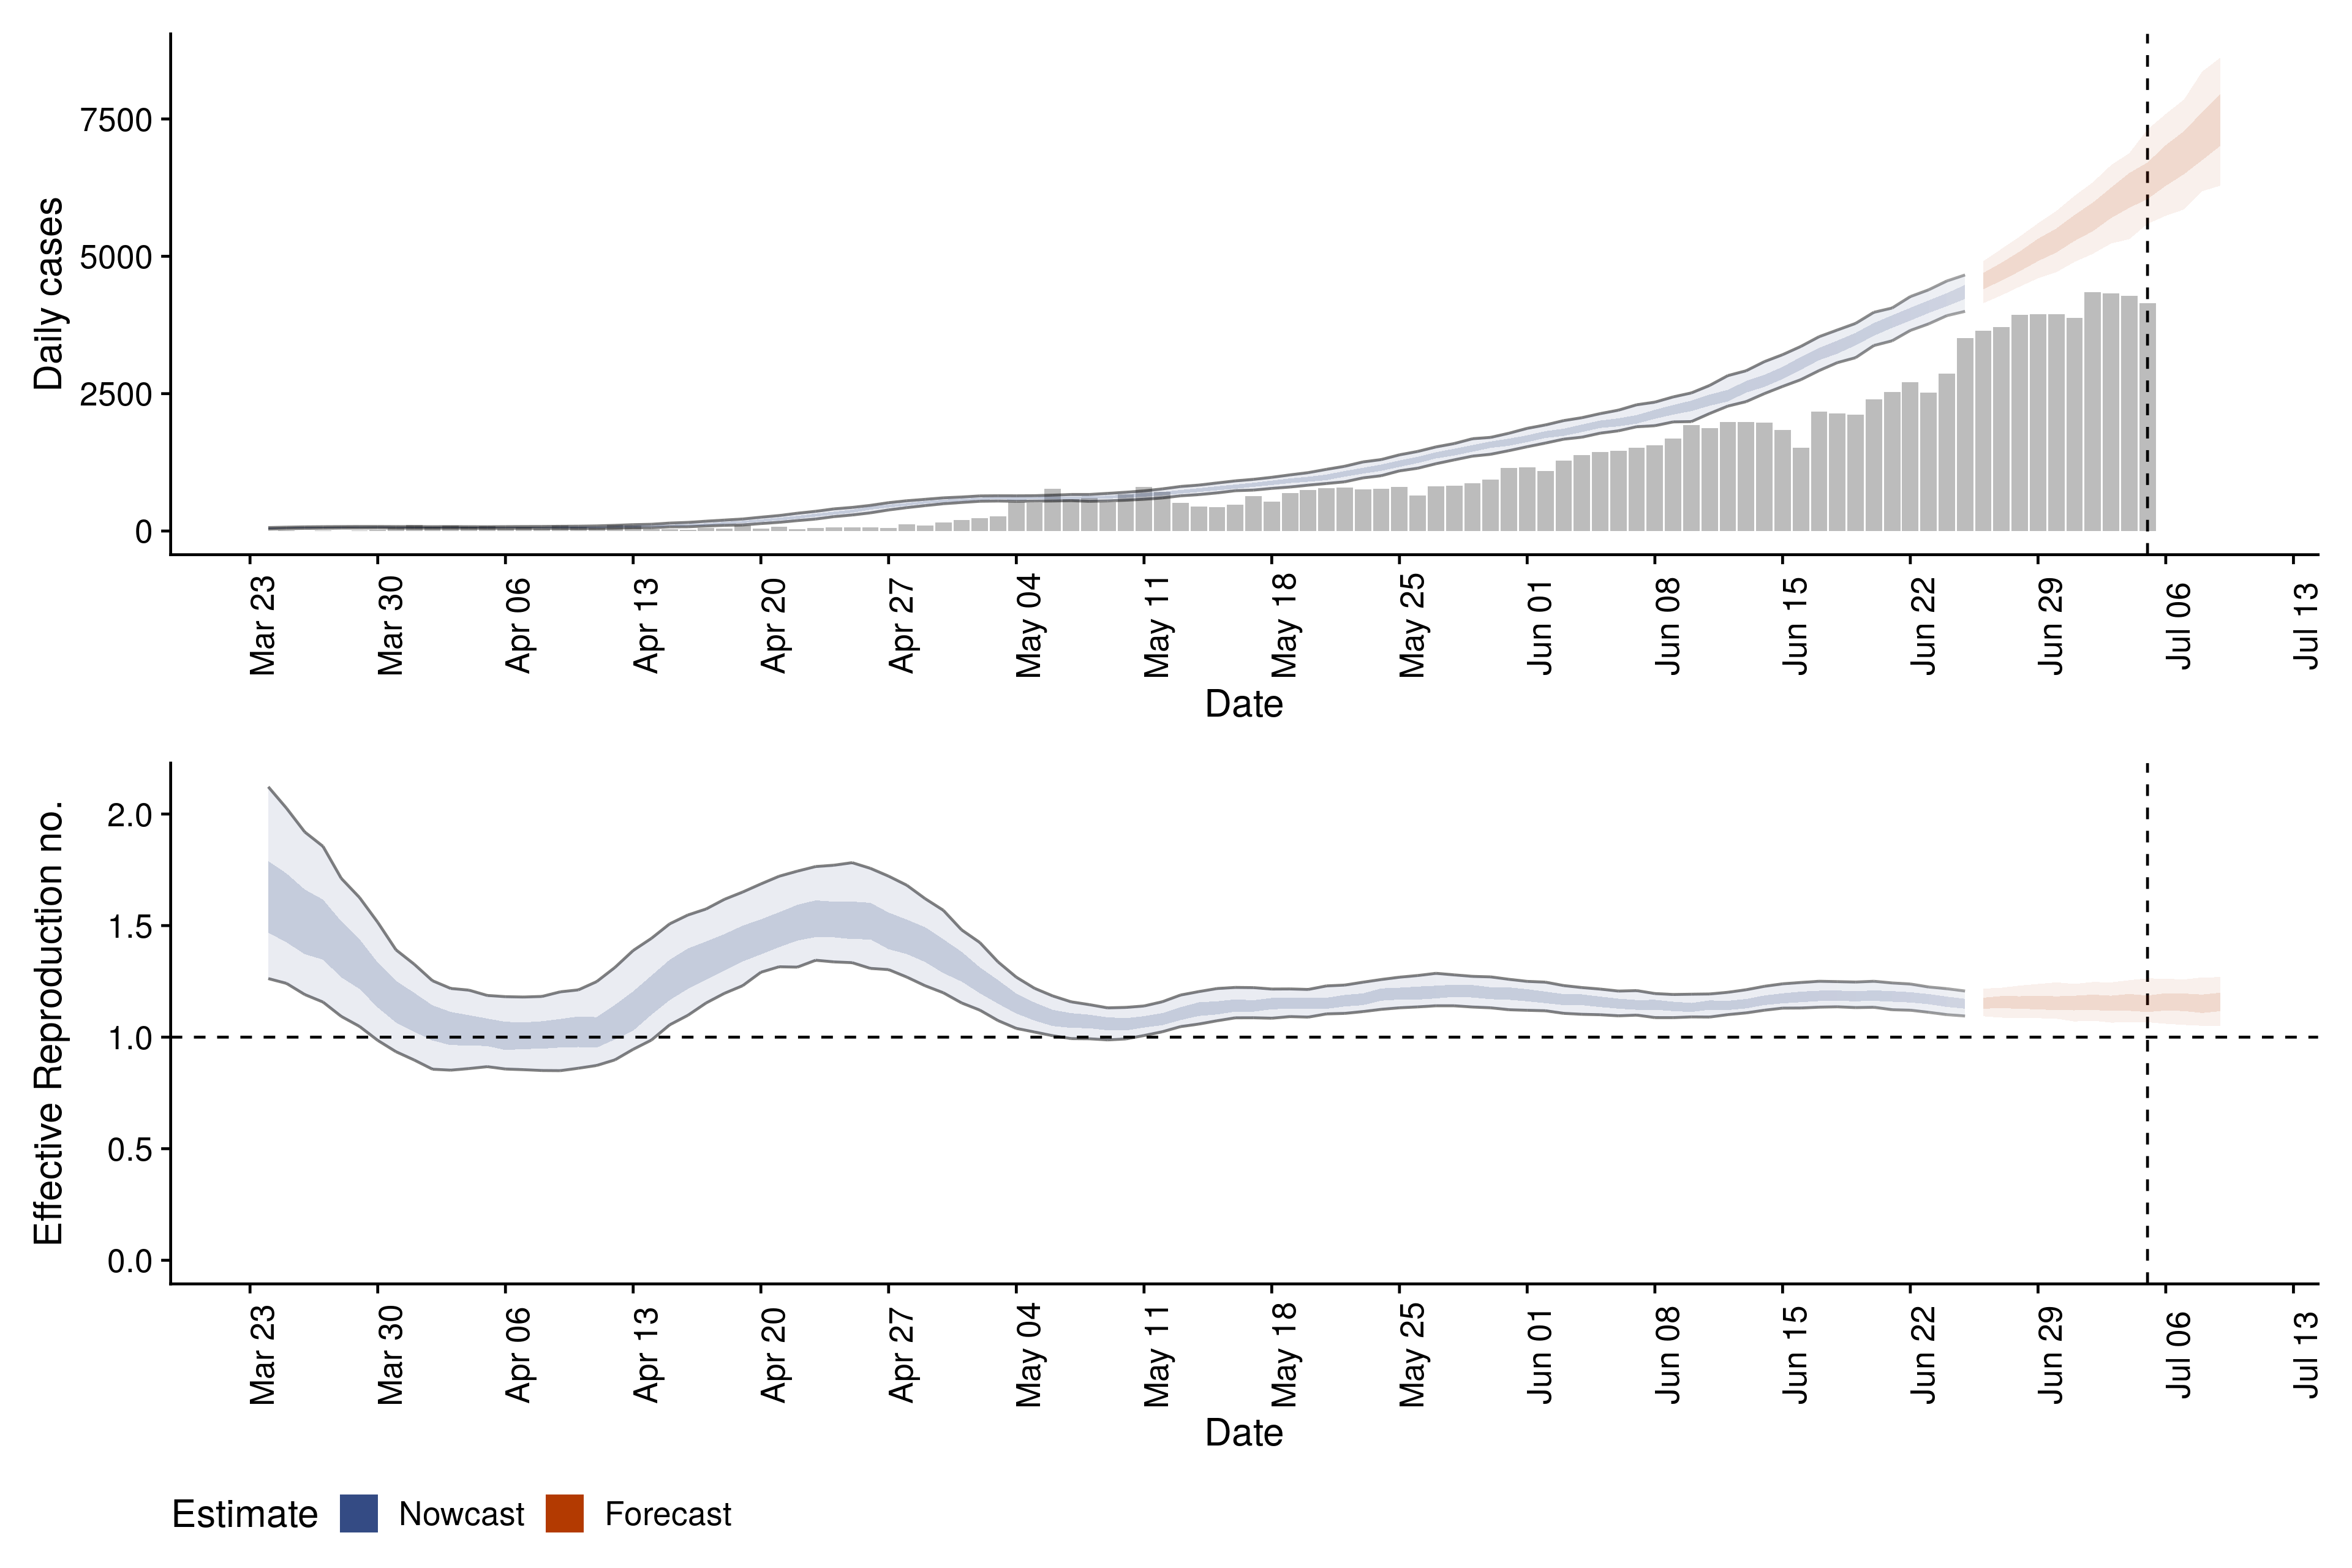 Daily cases
7500
5000
2500
0
Mar 23
Mar 30
Apr 06
Apr 13
Apr 20
Apr 27
May 04
May 11
May 18
May 25
Jun 01
Jun 08
Jun 15
Jun 22
Jun 29
Jul 06
Jul 13
Date
Effective Reproduction no.
2.0
1.5
1.0
0.5
0.0
Mar 23
Mar 30
Apr 06
Apr 13
Apr 20
Apr 27
May 04
May 11
May 18
May 25
Jun 01
Jun 08
Jun 15
Jun 22
Jun 29
Jul 06
Jul 13
Date
Estimate Nowcast Forecast